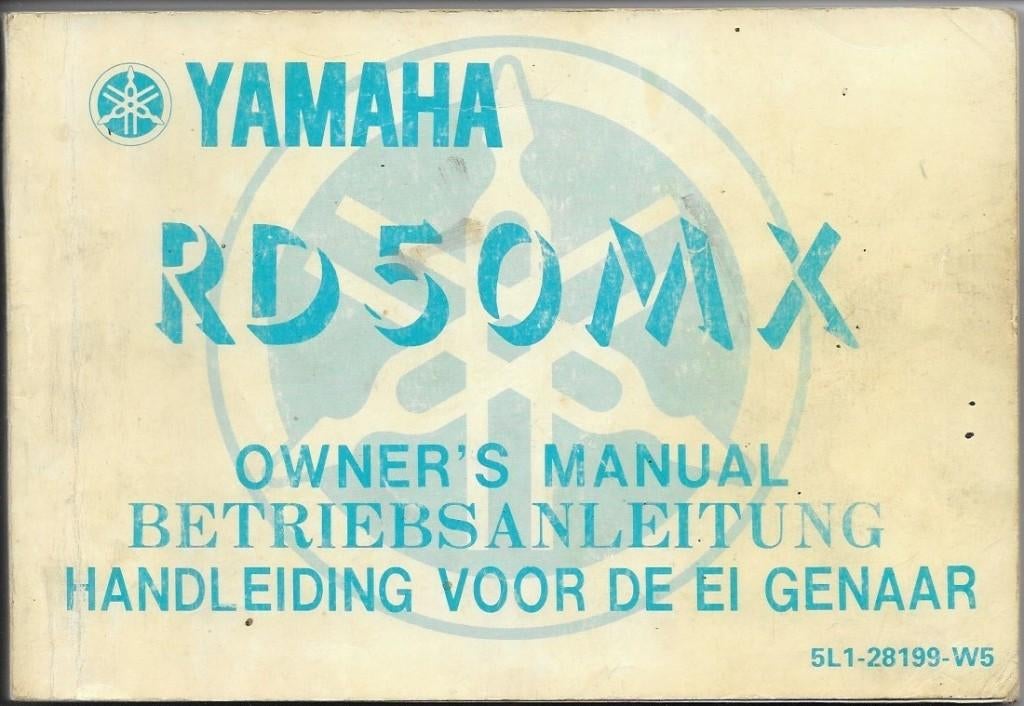 YAMAHA
RD50MX
OWNER'S MANUAL
BETRIEBSANLEITUNG
HANDLEIDING VOOR DE EI GENAAR
5L1-28199-W5